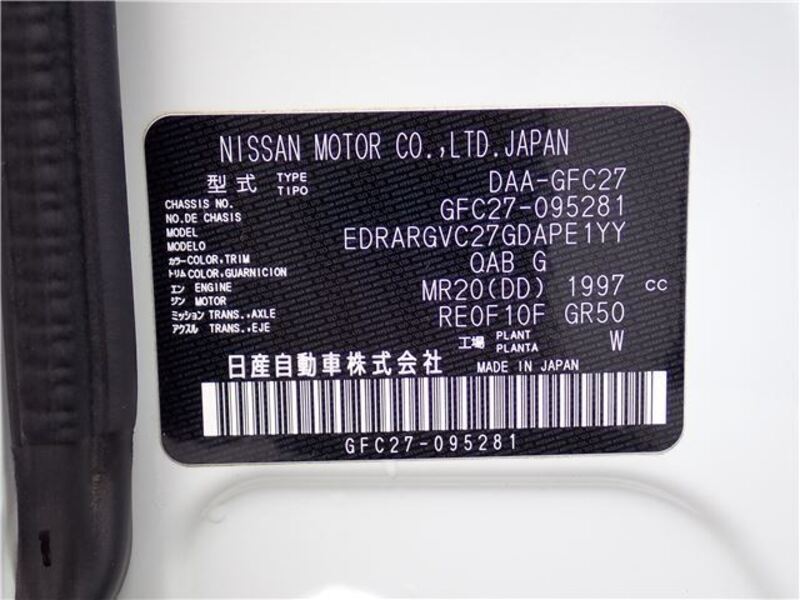 NISSAN MOTOR CO.,LTD.JAPAN
型式 TYPE TIPO DAA-GFC27
CHASSIS NO. NO.DE CHASIS GFC27-095281
MODEL MODELO EDRARGVC27GDAPE1YY
カラー COLOR,TRIM トリム COLOR,GUARNICION QAB G
エンジン ENGINE MOTOR MR20(DD) 1997 cc
ミッション TRANS.,AXLE アクスル TRANS.,EJE RE0F10F GR50
工場 PLANT PLANTA W
日産自動車株式会社 MADE IN JAPAN
GFC27-095281